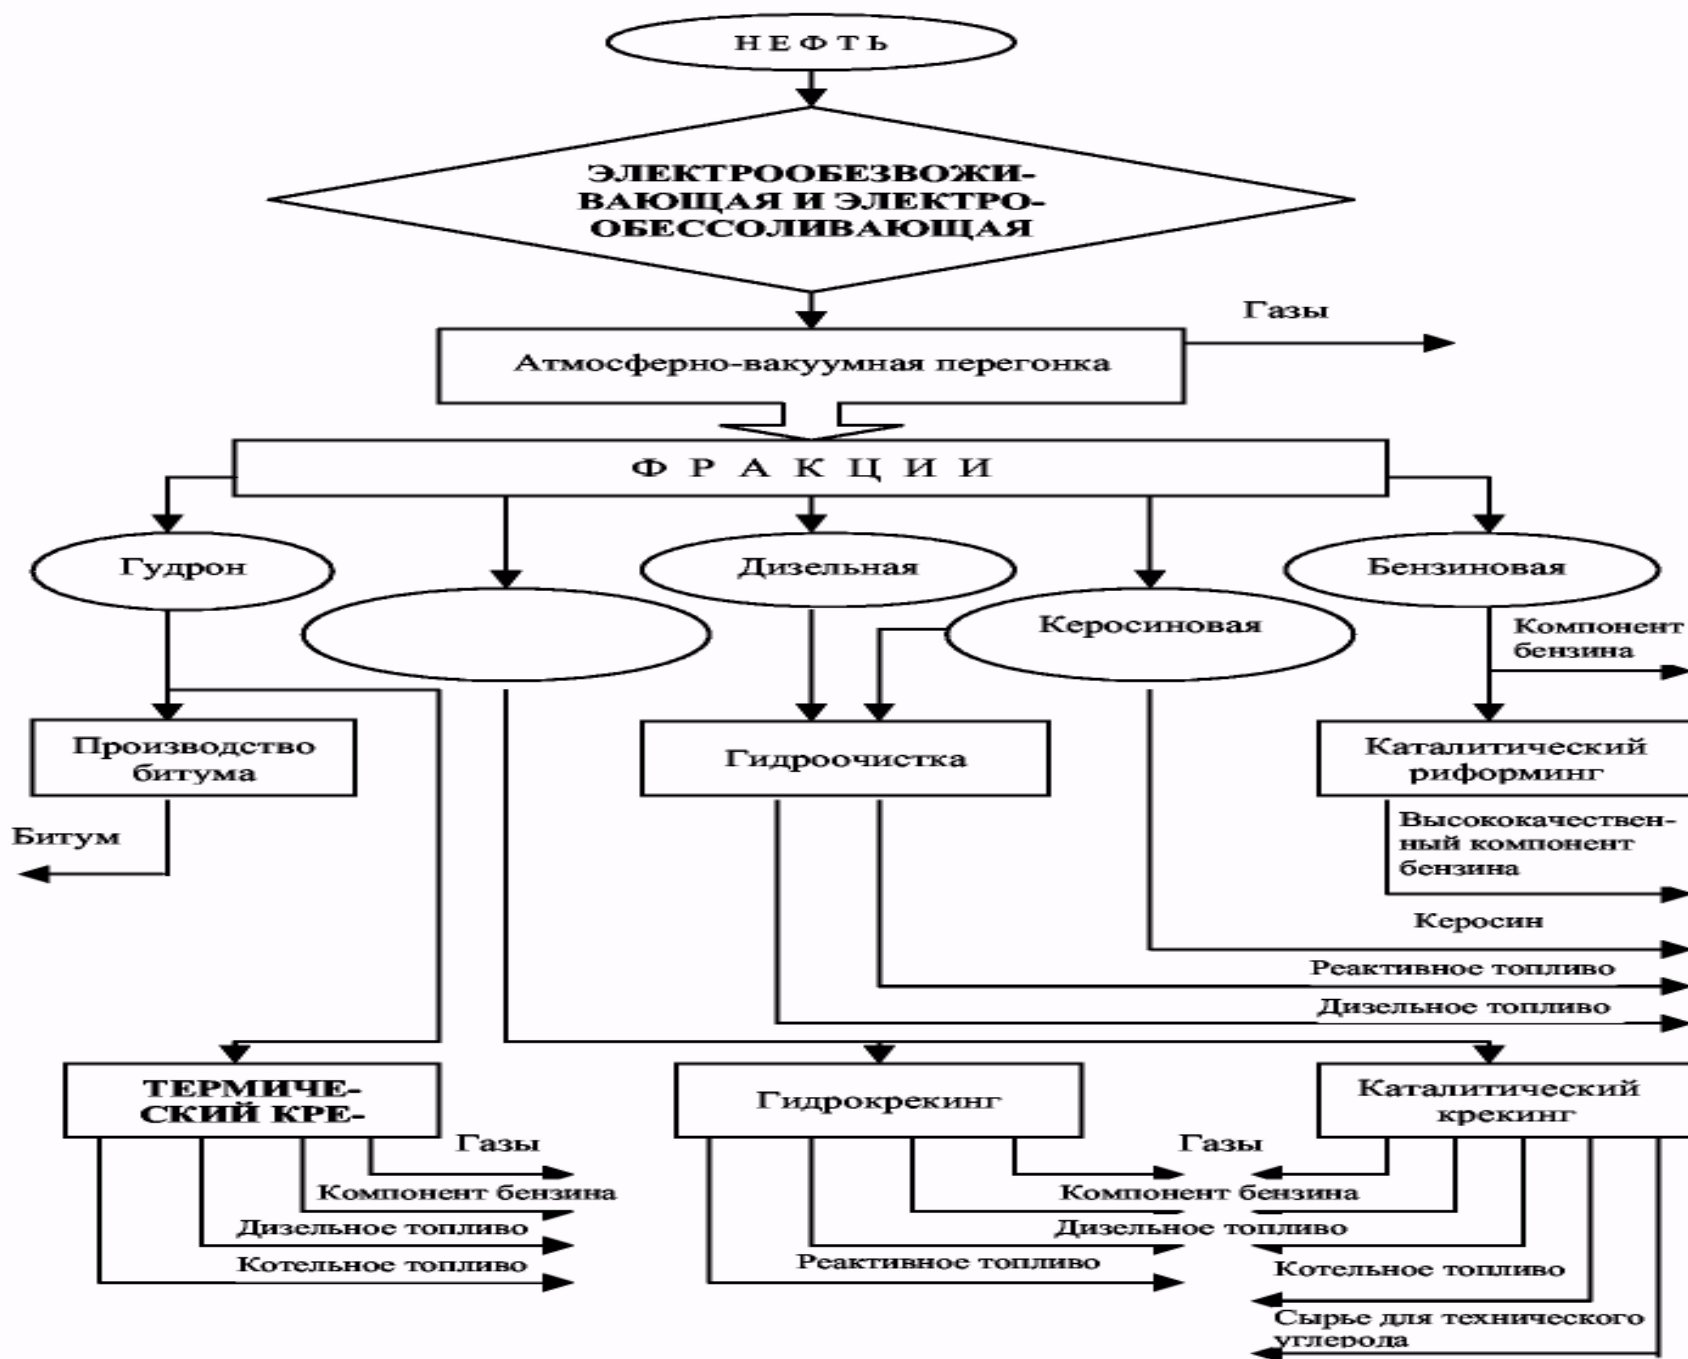 НЕФТЬ
ЭЛЕКТРООБЕЗВОЖИ-
ВАЮЩАЯ И ЭЛЕКТРО-
ОБЕССОЛИВАЮЩАЯ
Газы
Атмосферно-вакуумная перегонка
ФРАКЦИИ
Гудрон
Дизельная
Бензиновая
Керосиновая
Компонент
бензина
Производство
битума
Гидроочистка
Каталитический
риформинг
Битум
Высококачествен-
ный компонент
бензина
Керосин
Реактивное топливо
Дизельное топливо
ТЕРМИЧЕ-
СКИЙ КРЕ-
Гидрокрекинг
Каталитический
крекинг
Газы
Компонент бензина
Дизельное топливо
Котельное топливо
Газы
Компонент бензина
Дизельное топливо
Реактивное топливо
Котельное топливо
Сырье для технического
углерода